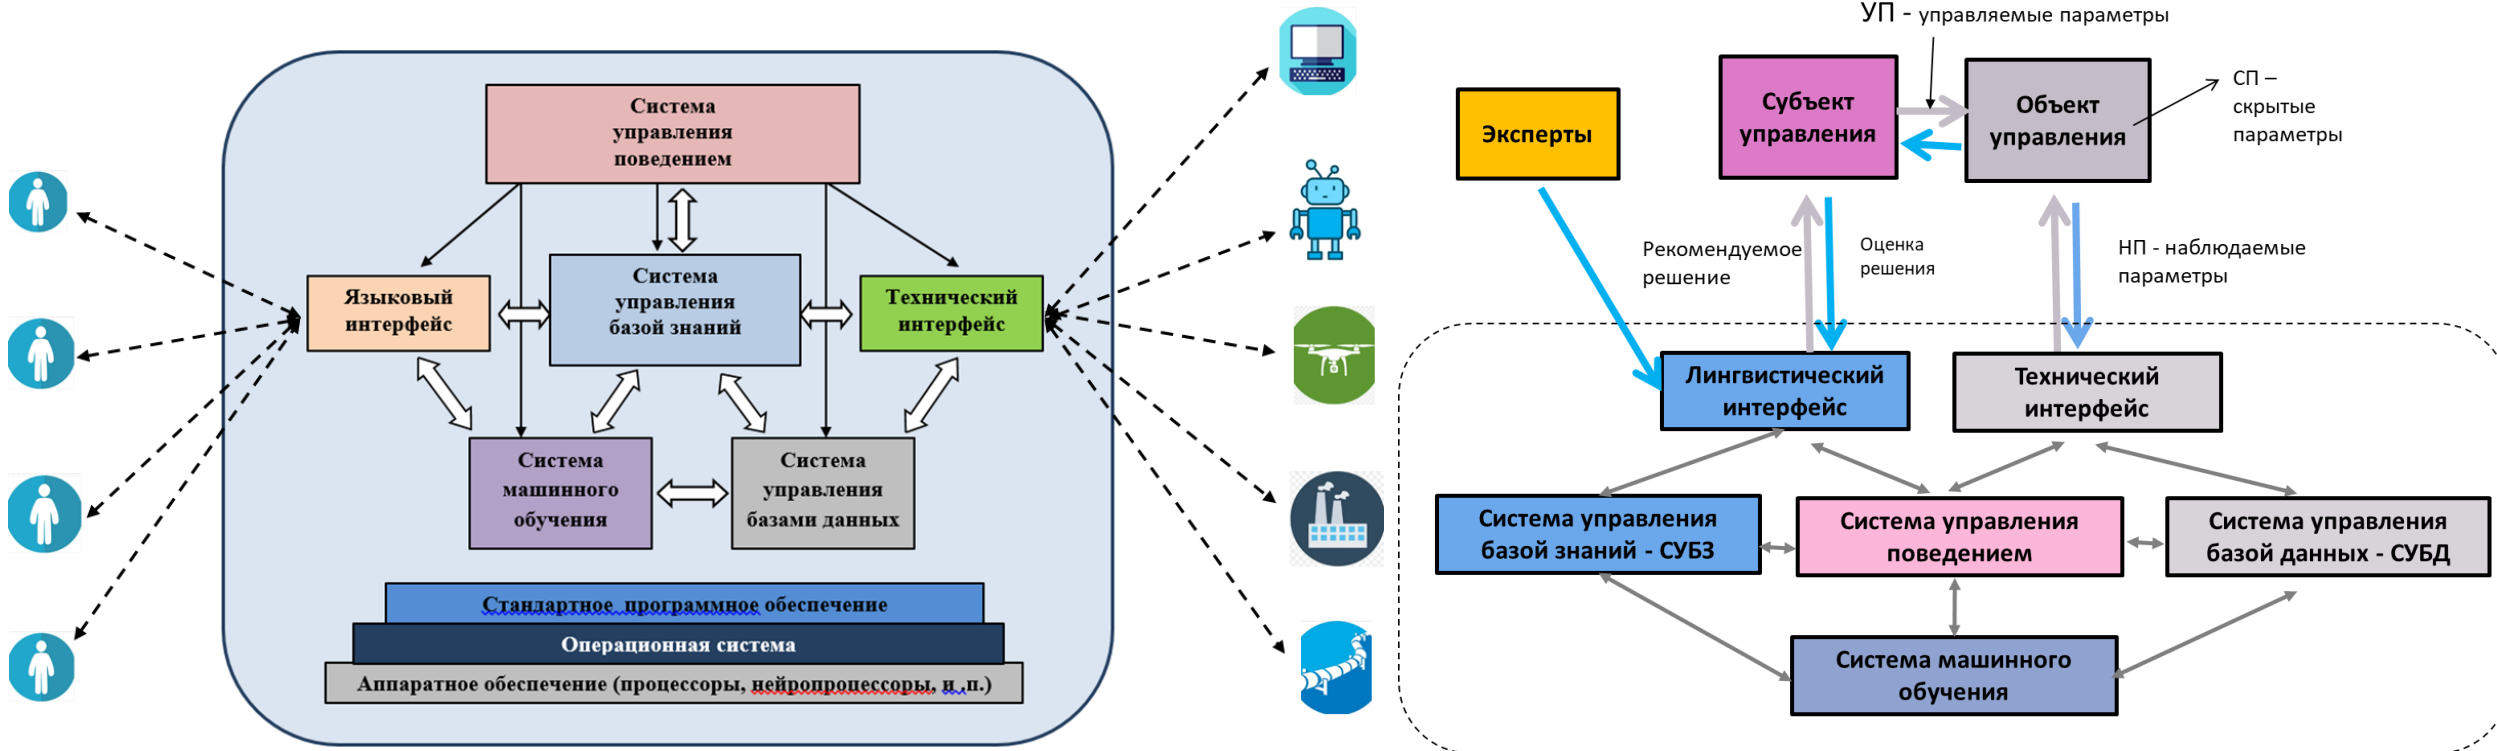 Система
управления
поведением
Языковый
интерфейс
Система
управления
базой знаний
Технический
интерфейс
Система
машинного
обучения
Система
управления
базами данных
Стандартное программное обеспечение
Операционная система
Аппаратное обеспечение (процессоры, нейропроцессоры, и .п.)
УП - управляемые параметры
Эксперты
Субъект
управления
Объект
управления
СП –
скрытые
параметры
Рекомендуемое
решение
Оценка
решения
НП - наблюдаемые
параметры
Лингвистический
интерфейс
Технический
интерфейс
Система управления
базой знаний - СУБЗ
Система управления
поведением
Система управления
базой данных - СУБД
Система машинного
обучения